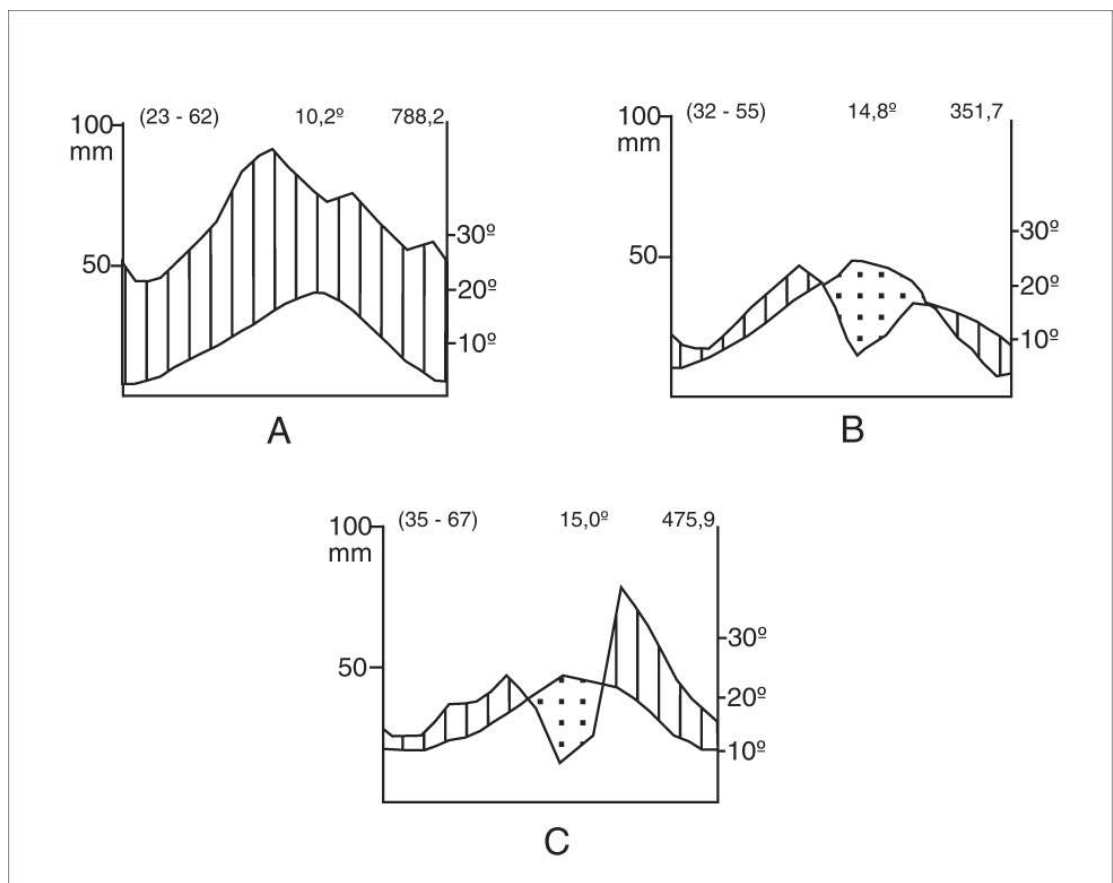 100 (23 - 62) 10,2º 788,2
mm
30º
50
20º
10º
A
100 (32 - 55) 14,8º 351,7
mm
50
30º
20º
10º
B
100 (35 - 67) 15,0º 475,9
mm
30º
50
20º
10º
C